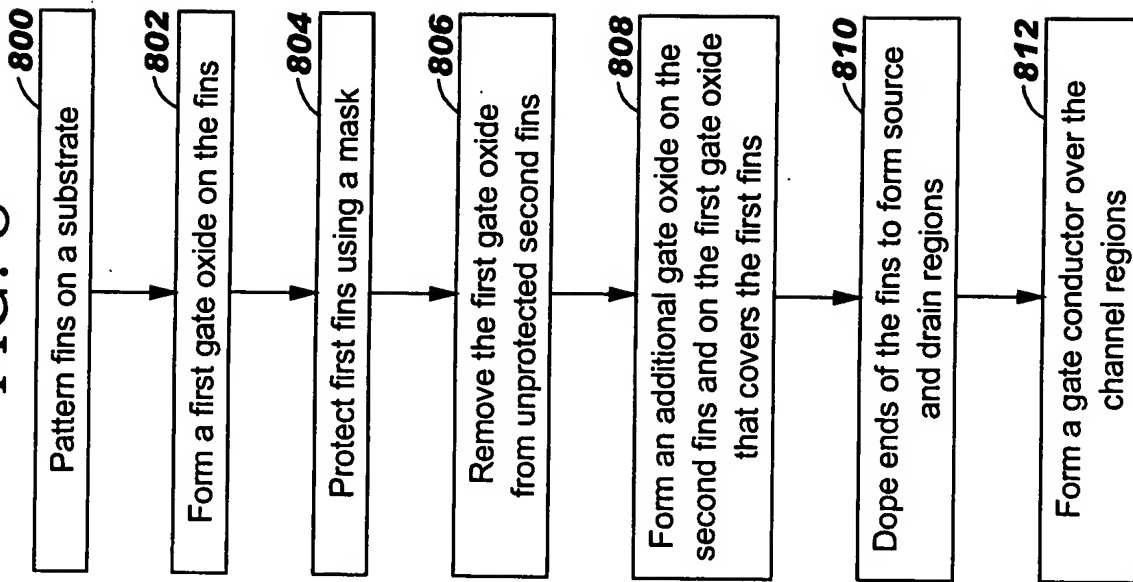 800
Pattern fins on a substrate
802
Form a first gate oxide on the fins
804
Protect first fins using a mask
806
Remove the first gate oxide
from unprotected second fins
808
Form an additional gate oxide on the
second fins and on the first gate oxide
that covers the first fins
810
Dope ends of the fins to form source
and drain regions
812
Form a gate conductor over the
channel regions